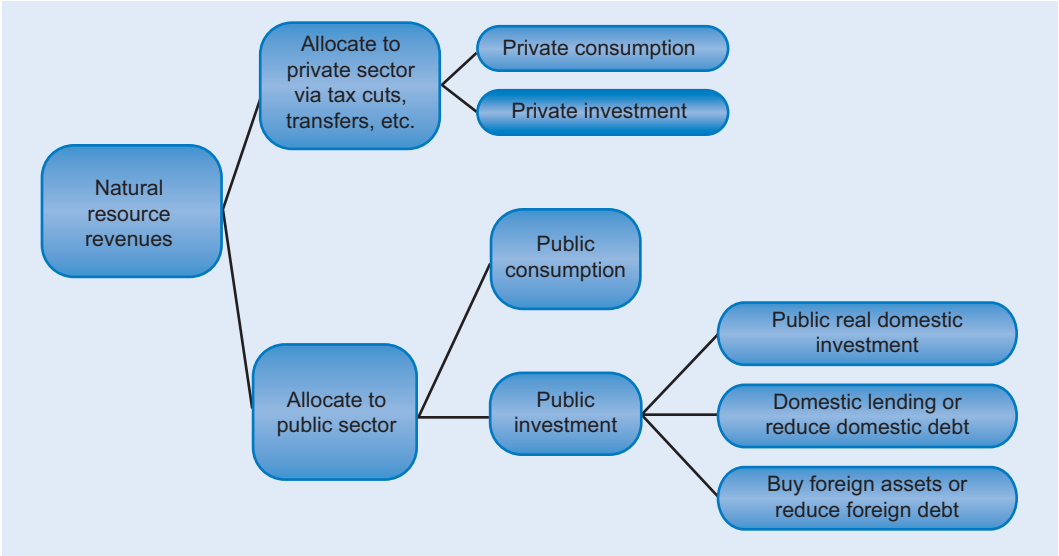 Natural
resource
revenues
Allocate to
private sector
via tax cuts,
transfers, etc.
Private consumption
Private investment
Allocate to
public sector
Public
consumption
Public
investment
Public real domestic
investment
Domestic lending or
reduce domestic debt
Buy foreign assets or
reduce foreign debt